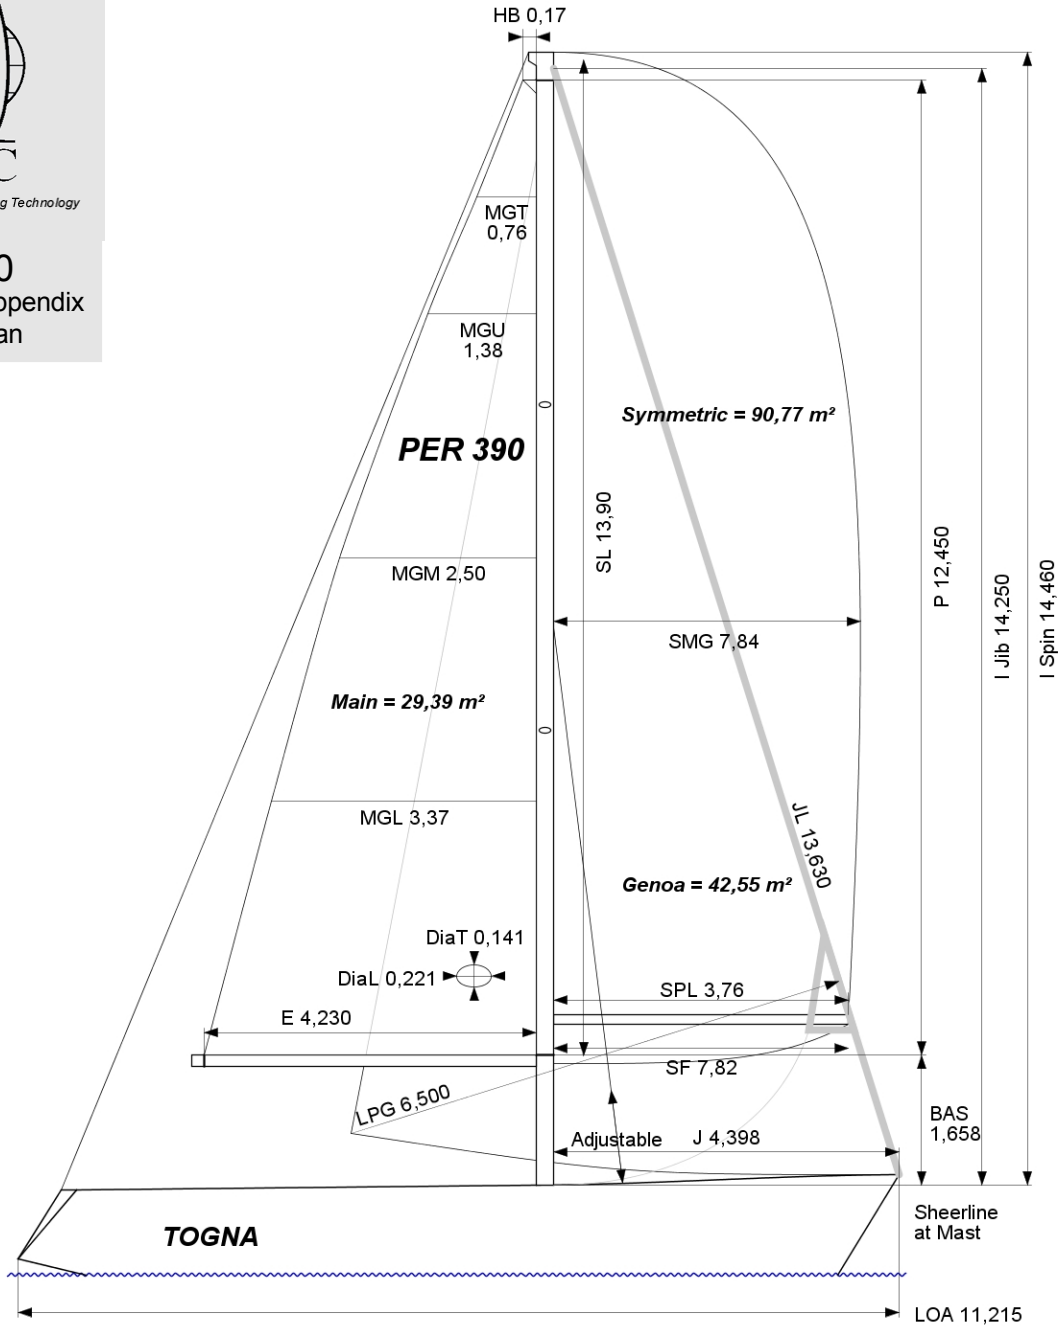 HB 0,17
C
g Technology
0
ppendix
an
MGT
0,76
MGU
1,38
Symmetric = 90,77 m²
PER 390
SL 13,90
P 12,450
I Jib 14,250
I Spin 14,460
MGM 2,50
SMG 7,84
Main = 29,39 m²
MGL 3,37
JL 13,630
Genoa = 42,55 m²
DiaT 0,141
DiaL 0,221
SPL 3,76
E 4,230
SF 7,82
LPG 6,500
BAS
1,658
Adjustable
J 4,398
Sheerline
at Mast
TOGNA
LOA 11,215